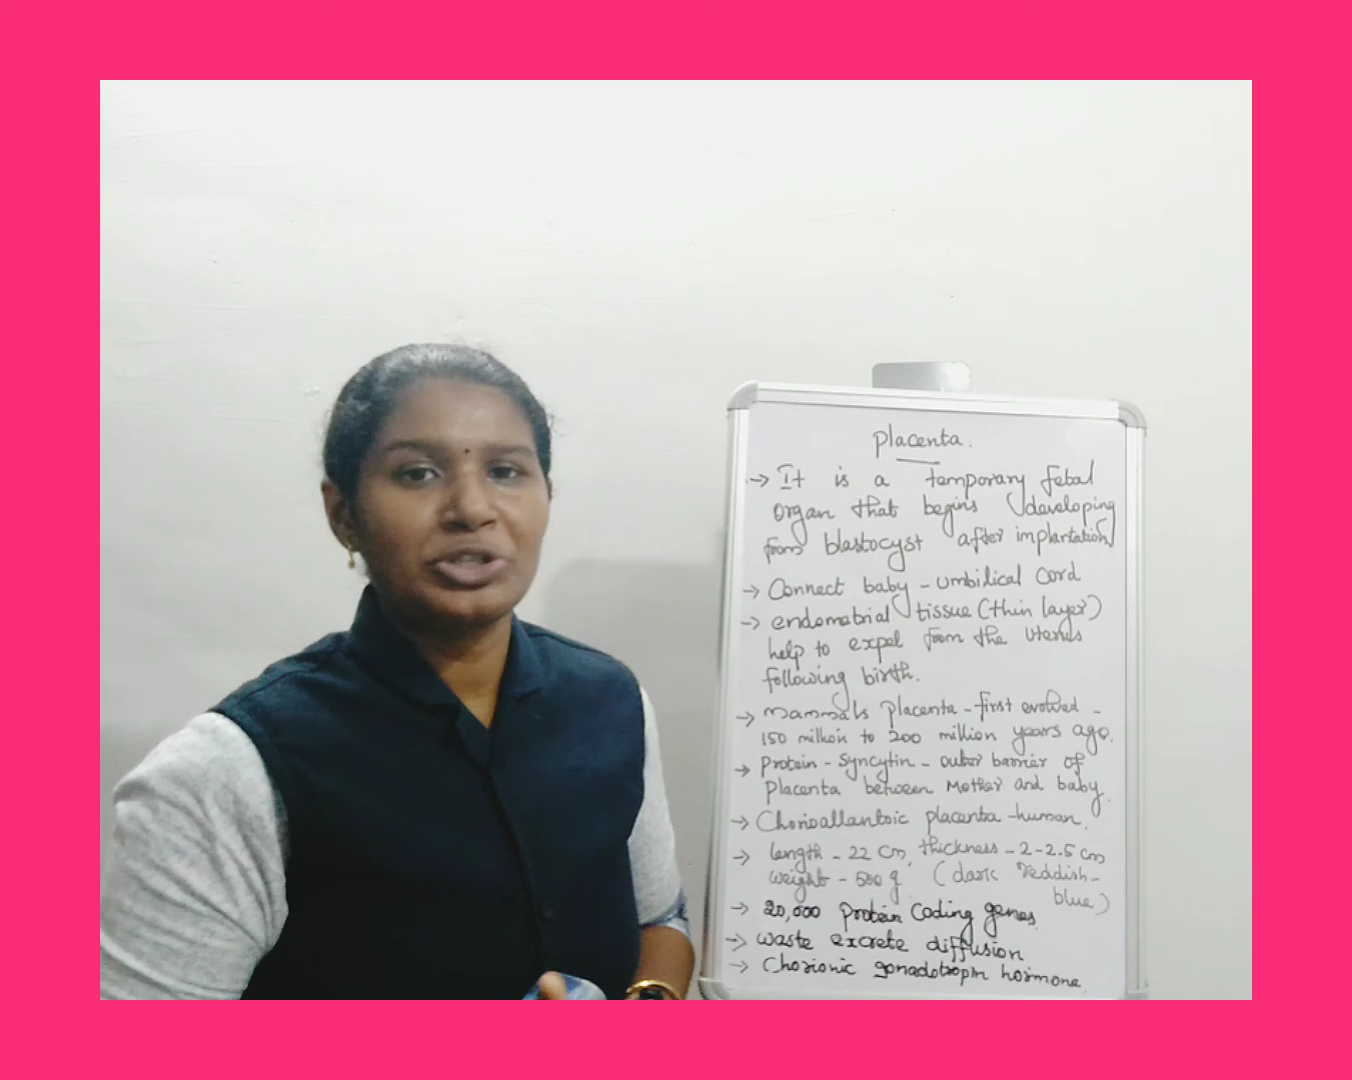 Placenta.
→ It is a temporary fetal
organ that begins developing
from blastocyst after implantation
→ Connect baby - umbilical cord
→ endometrial tissue (thin layer)
help to expel from the uterus
following birth.
→ mammals placenta - first evolved -
150 million to 200 million years ago.
→ Protein - Syncytin - outer barrier of
placenta between Mother and baby.
→ Chorioallantoic placenta - human.
→ length - 22 cm, thickness - 2-2.5 cm
weight - 500 g (dark reddish-
blue)
→ 20,000 protein coding genes
→ waste excrete diffusion
→ Chorionic gonadotropin hormone.